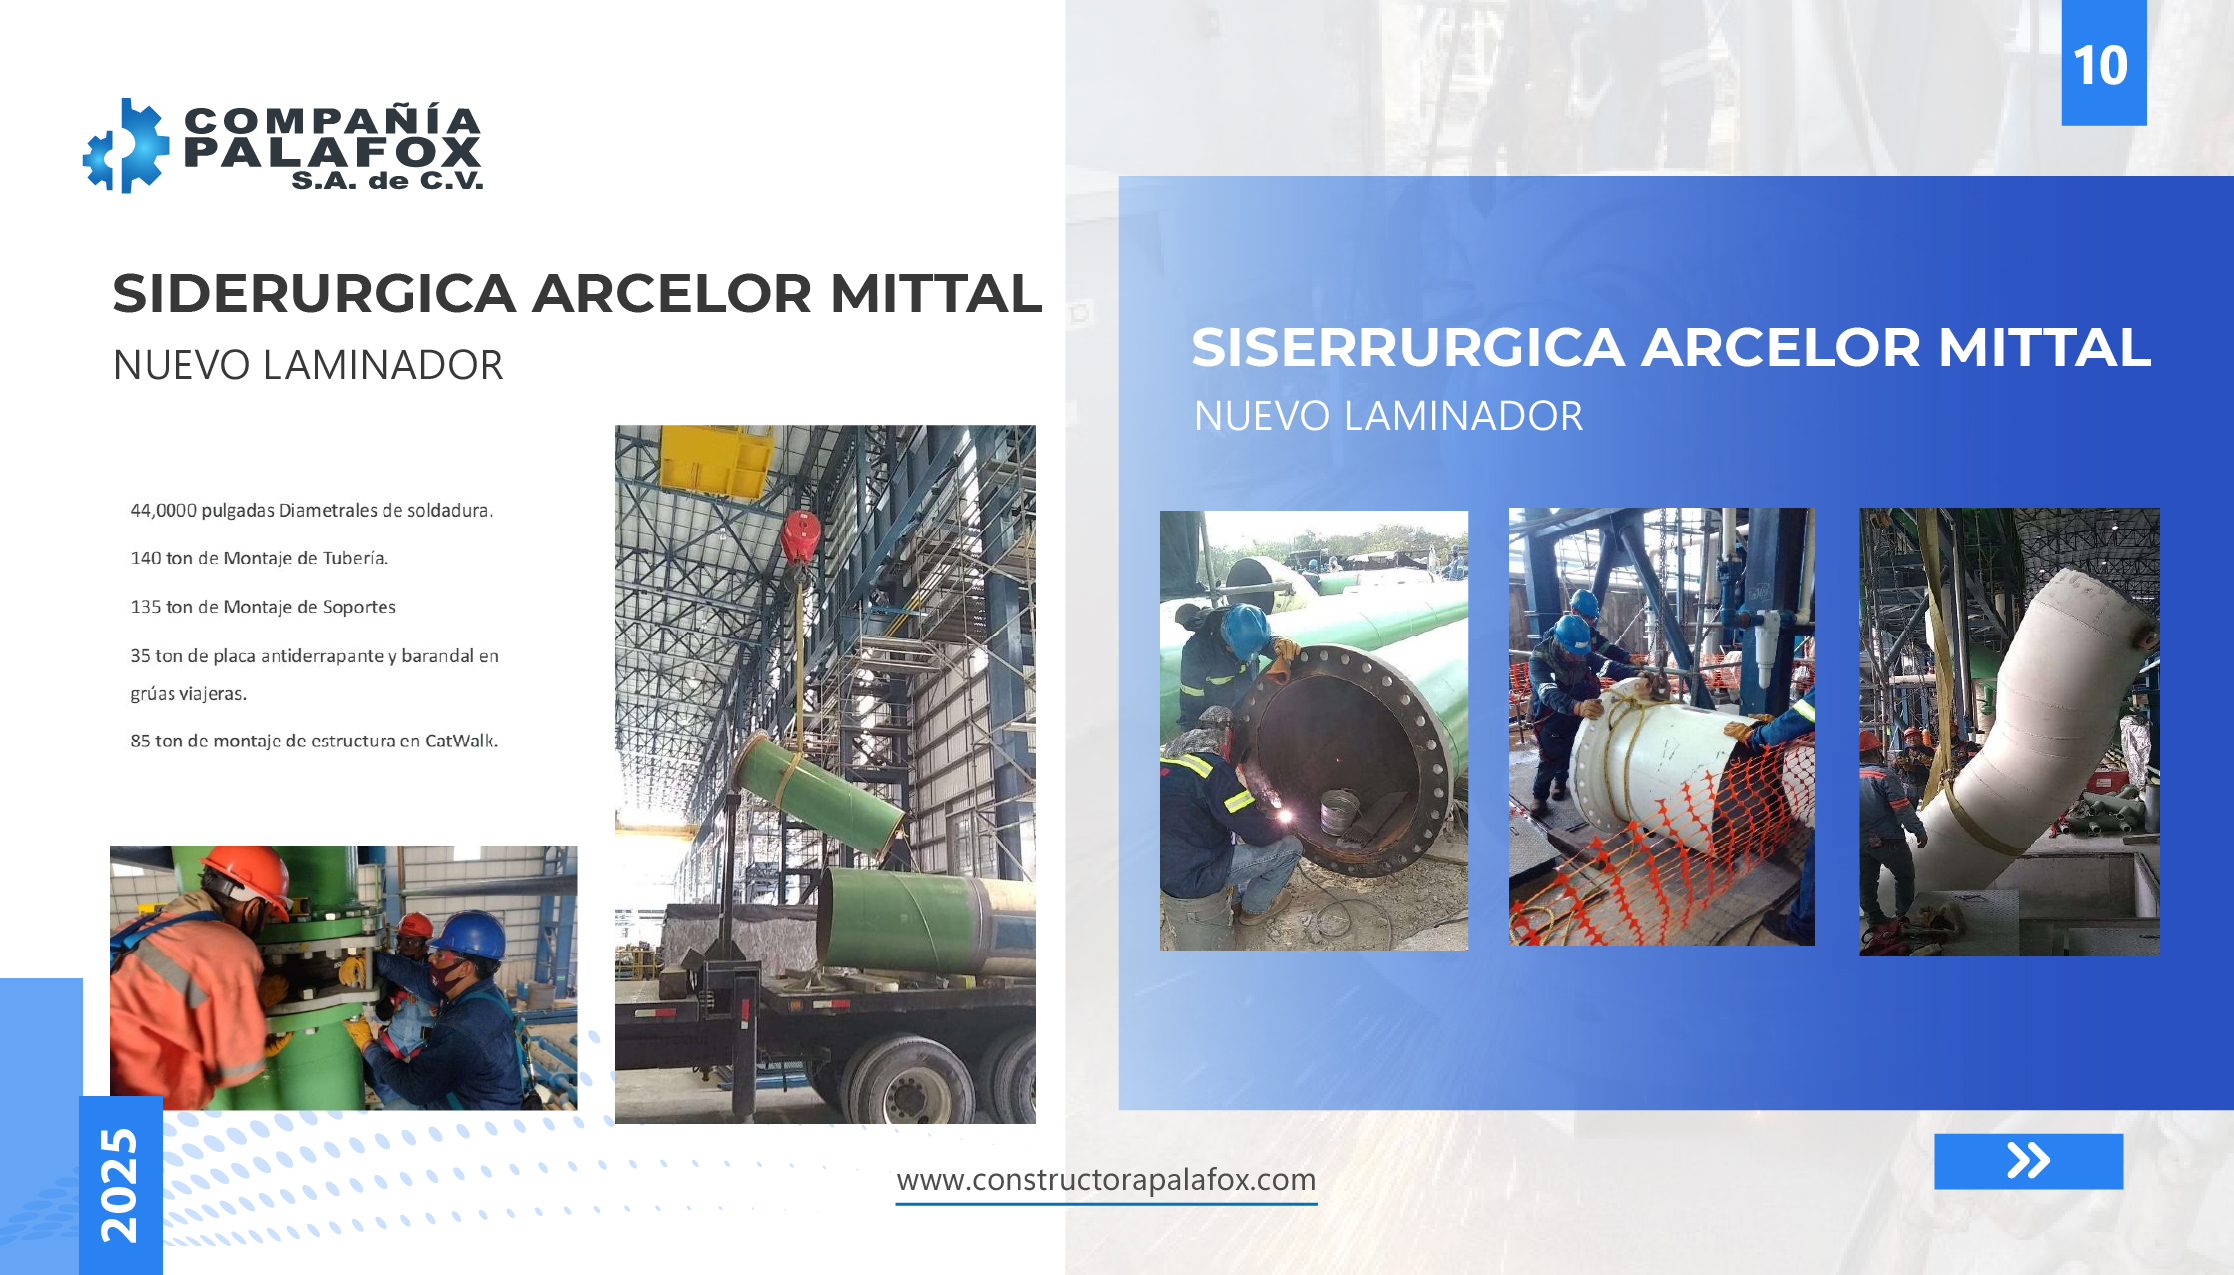 COMPAÑÍA
PALAFOX
S.A. de C.V.
10
SIDERURGICA ARCELOR MITTAL
NUEVO LAMINADOR
44,0000 pulgadas Diametrales de soldadura.
140 ton de Montaje de Tubería.
135 ton de Montaje de Soportes
35 ton de placa antiderrapante y barandal en
grúas viajeras.
85 ton de montaje de estructura en CatWalk.
SISERRURGICA ARCELOR MITTAL
NUEVO LAMINADOR
2025
www.constructorapalafox.com